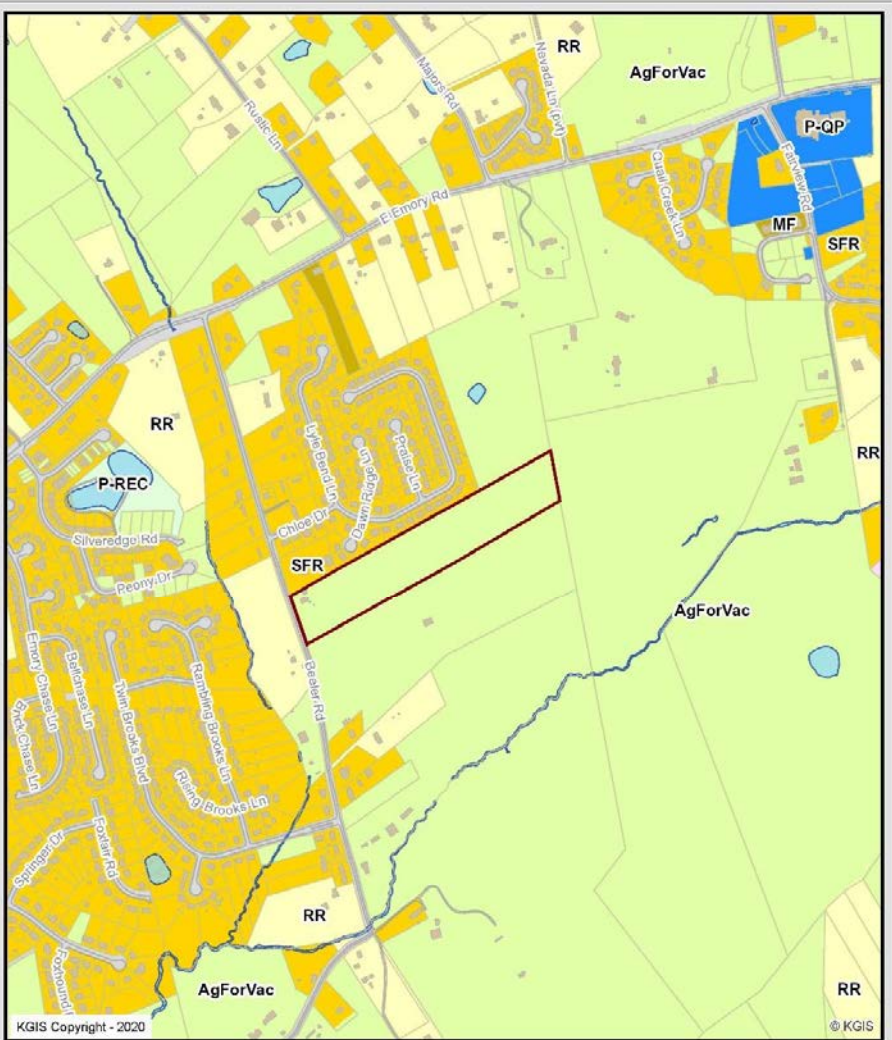 RR
AgForVac
Nevada Ln (pvt)
Majors Rd
Rustic Ln
P-QP
Fairview Rd
Quail Creek Ln
E Emory Rd
MF
SFR
RR
RR
P-REC
Lyle Bend Ln
Praise Ln
Dawn Ridge Ln
Chloe Dr
Silveredge Rd
SFR
Peony Dr
AgForVac
Emory Chase Ln
Bellchase Ln
Beeler Rd
Rambling Brooks Ln
Twin Brooks Blvd
Brick Chase Ln
Rising Brooks Ln
Foxfair Rd
Springer Dr
RR
Foxhound
AgForVac
RR
KGIS Copyright - 2020
© KGIS